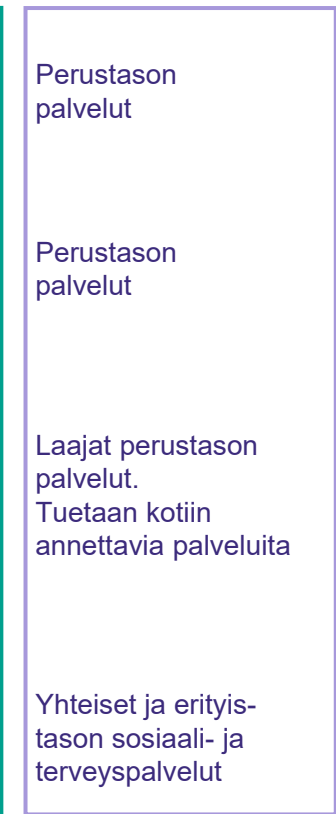 Perustason
palvelut
Perustason
palvelut
Laajat perustason
palvelut.
Tuetaan kotiin
annettavia palveluita
Yhteiset ja erityis-
tason sosiaali- ja
terveyspalvelut